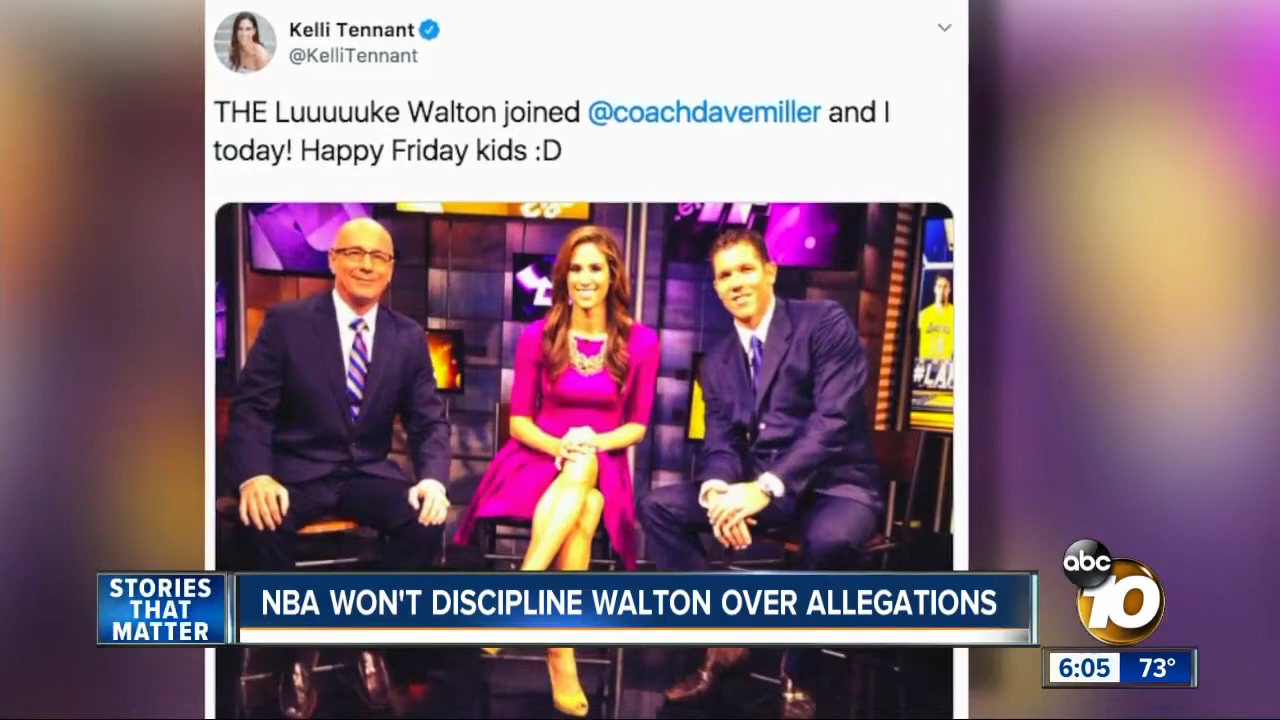 Kelli Tennant
@KelliTennant
THE Luuuuuke Walton joined @coachdavemiller and I
today! Happy Friday kids :D
#LA
STORIES
THAT
MATTER
NBA WON'T DISCIPLINE WALTON OVER ALLEGATIONS
abc
10
6:05 73°